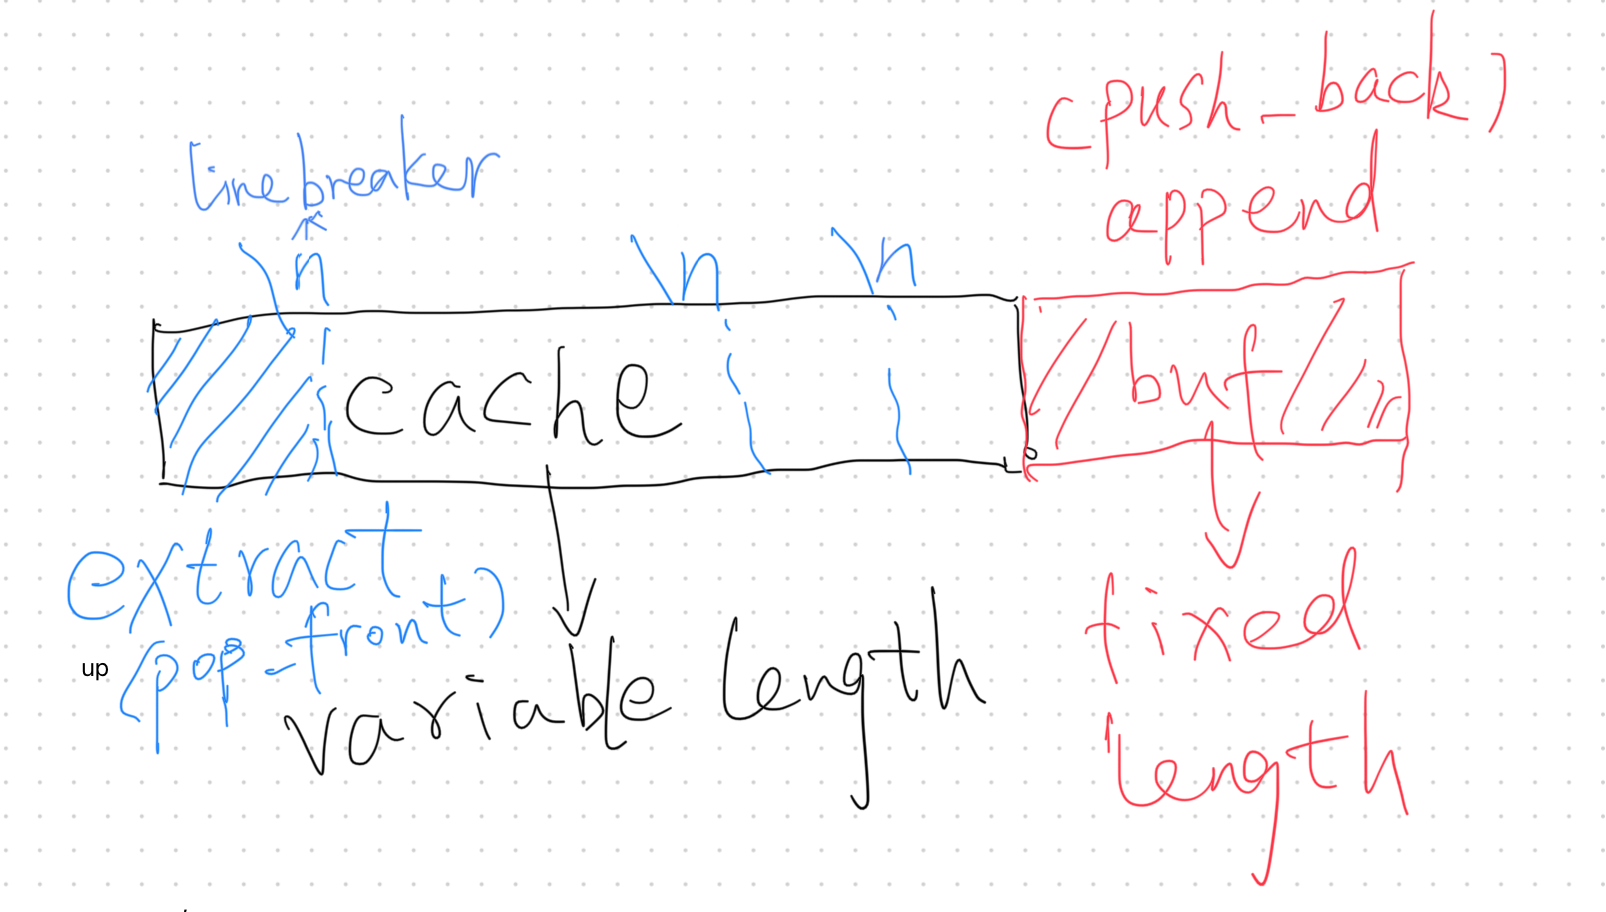 (push_back)
append
linebreaker
\n
\n
\n
cache
buf
extract
(pop_front)
up
variable length
fixed
length